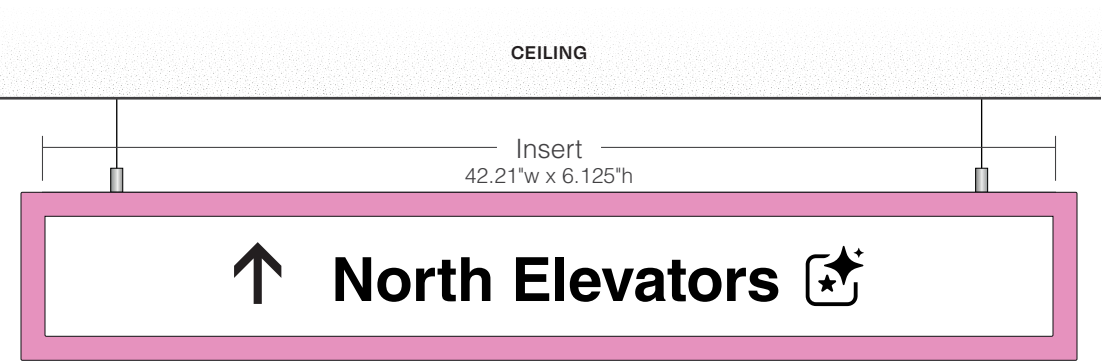 CEILING
Insert
42.21"w x 6.125"h
↑ North Elevators